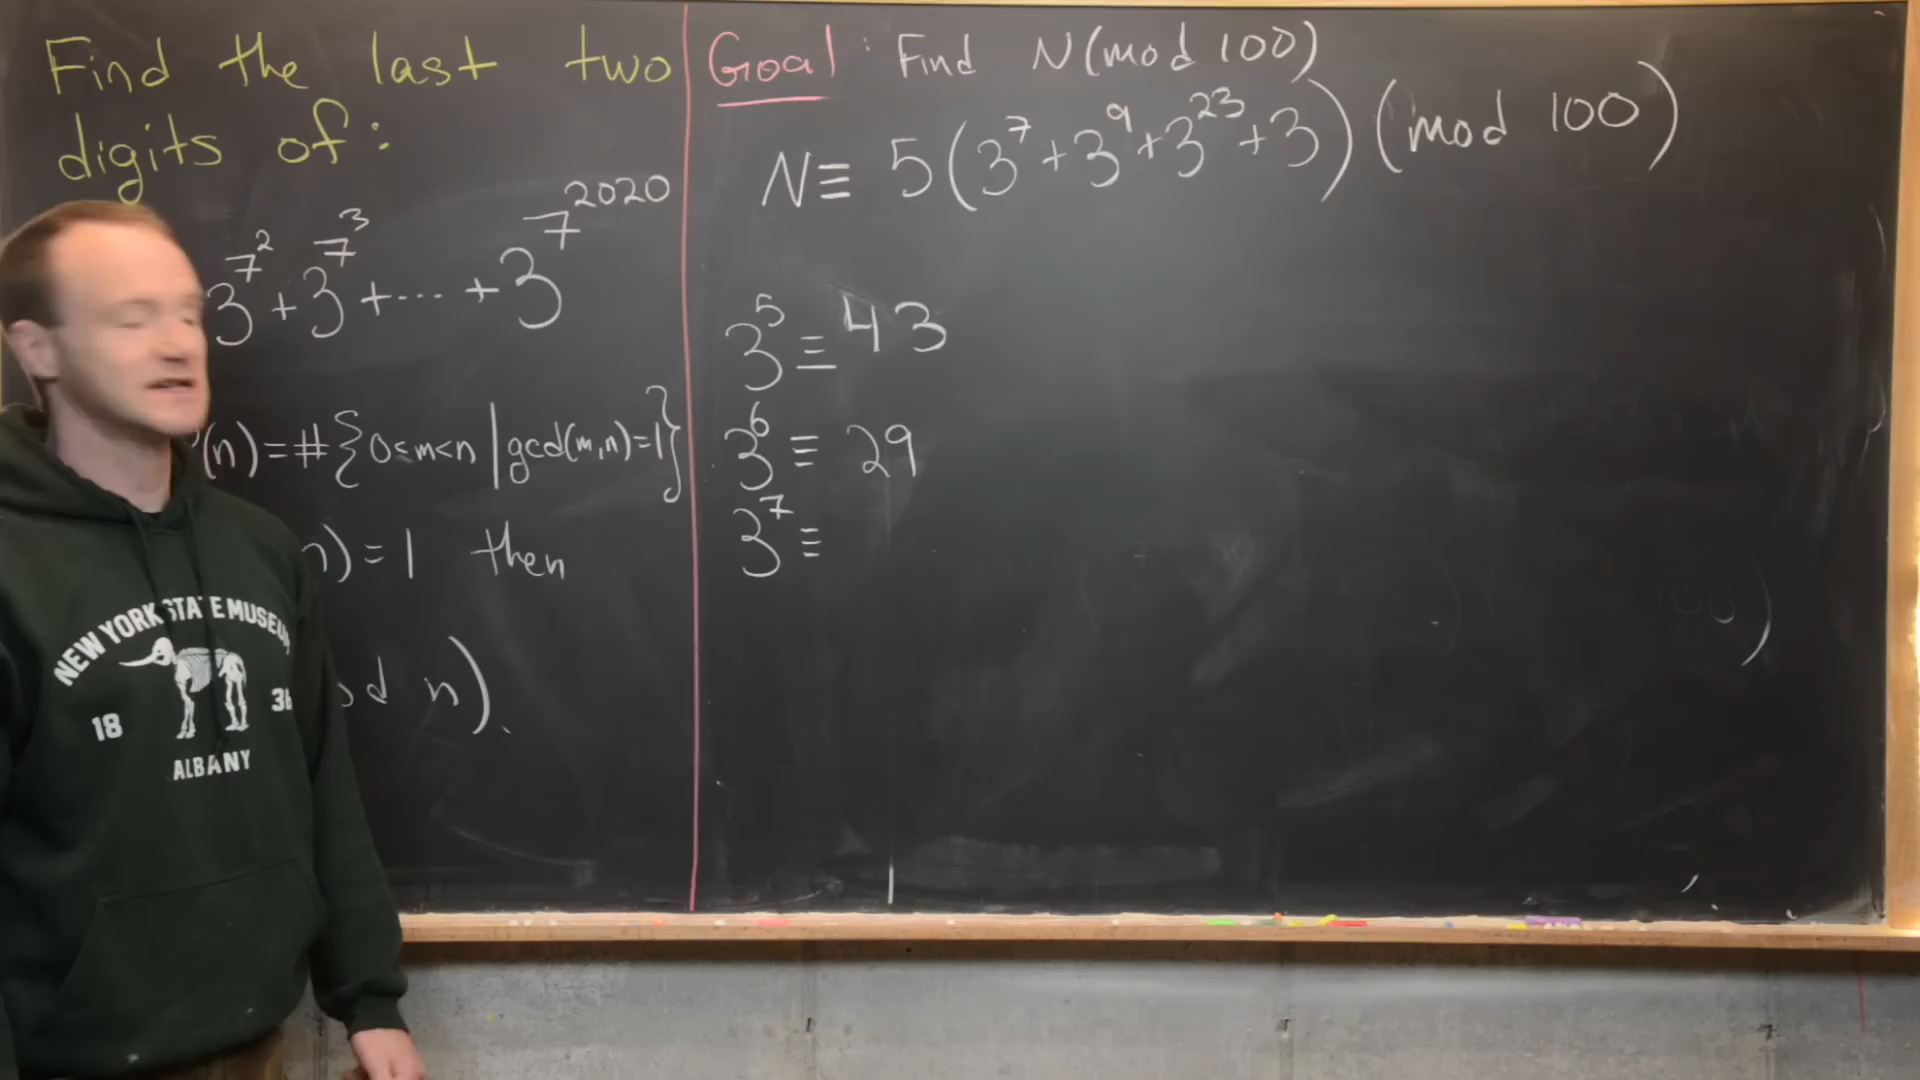 Find the last two
digits of:
3^{7^2} + 3^{7^3} + ... + 3^{7^{2020}}
(n) = # { 0 < m < n | gcd(m,n) = 1 }
n) = 1 then
n).
Goal: Find N (mod 100)
N ≡ 5(3^7 + 3^9 + 3^{23} + 3) (mod 100)
3^5 ≡ 43
3^6 ≡ 29
3^7 ≡
NEW YORK STATE MUSEUM
18 36
ALBANY